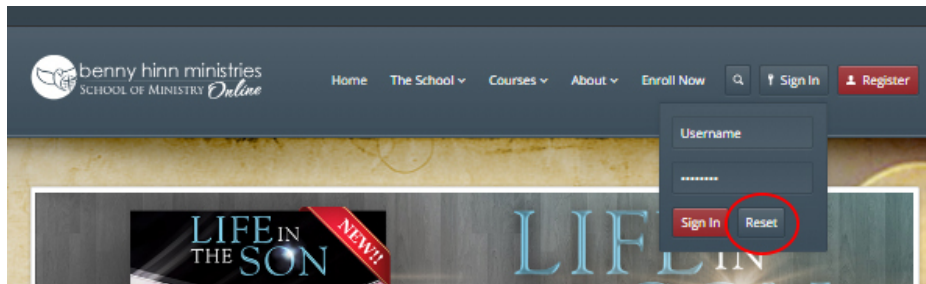 benny hinn ministries
SCHOOL OF MINISTRY Online
Home The School Courses About Enroll Now Sign In Register
Username
••••••••
Sign In Reset
LIFE IN
THE SON
NEW!!
LIFE
IN